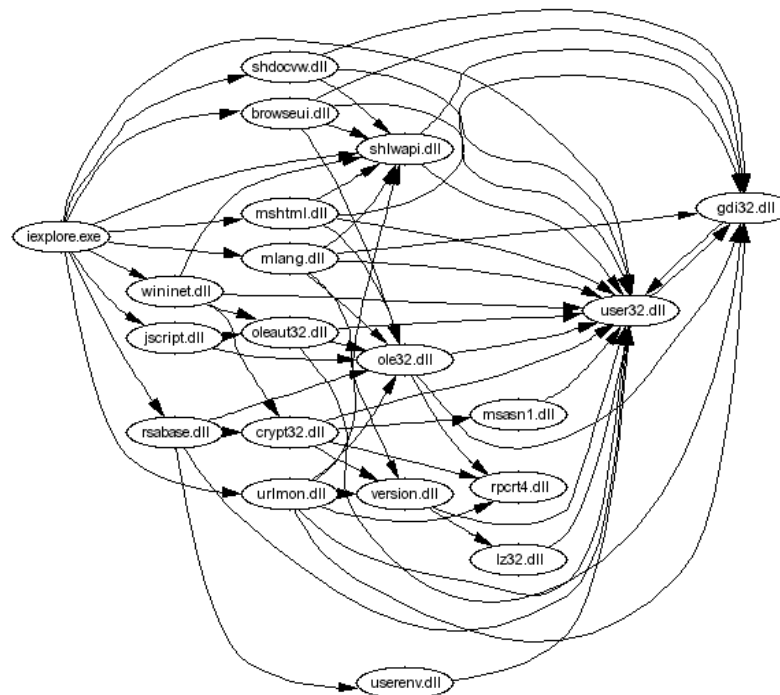 shdocvw.dll
browseui.dll
shlwapi.dll
mshtml.dll
gdi32.dll
iexplore.exe
mlang.dll
wininet.dll
user32.dll
oleaut32.dll
jscript.dll
ole32.dll
msasn1.dll
rsabase.dll
crypt32.dll
rpcrt4.dll
urlmon.dll
version.dll
lz32.dll
userenv.dll